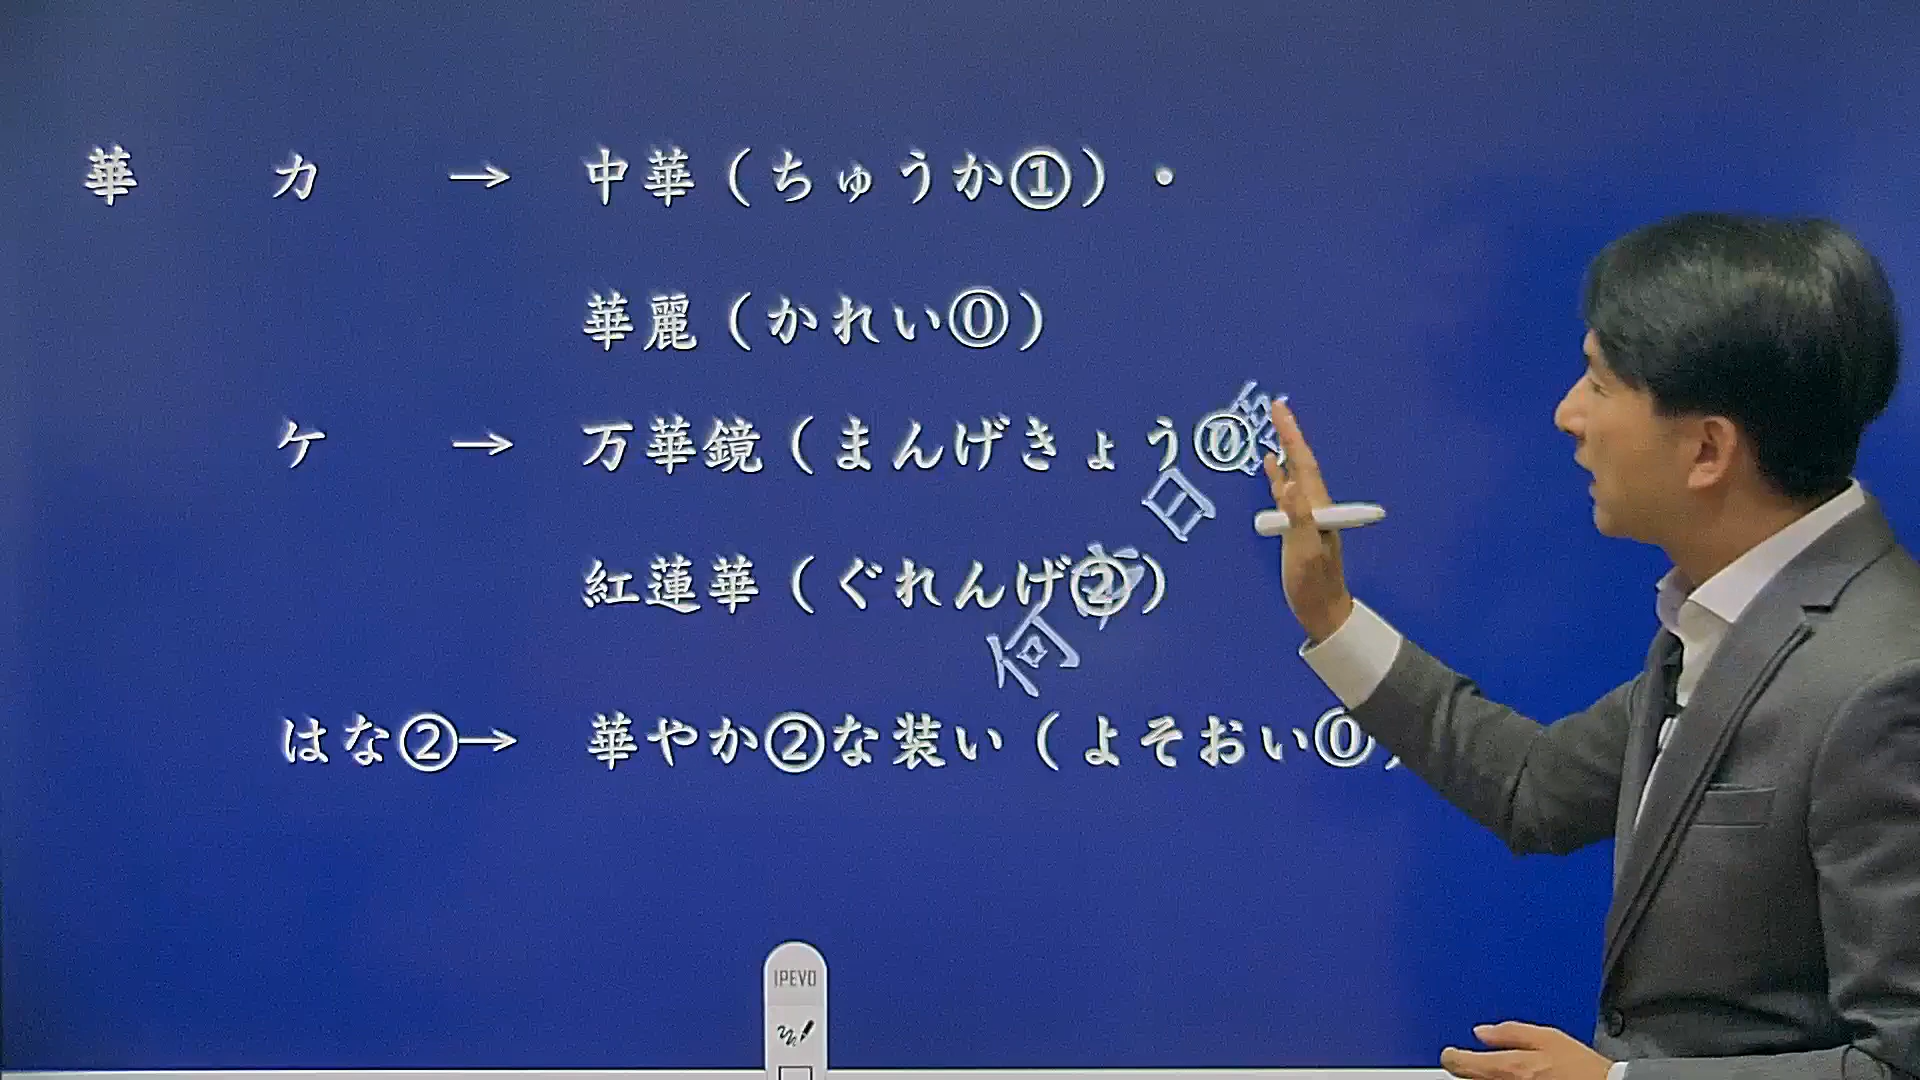 華 カ → 中華（ちゅうか①）・
華麗（かれい⓪）
ケ → 万華鏡（まんげきょう⓪
紅蓮華（ぐれんげ②）
はな②→ 華やか②な装い（よそおい⓪）
何 日
IPEVO